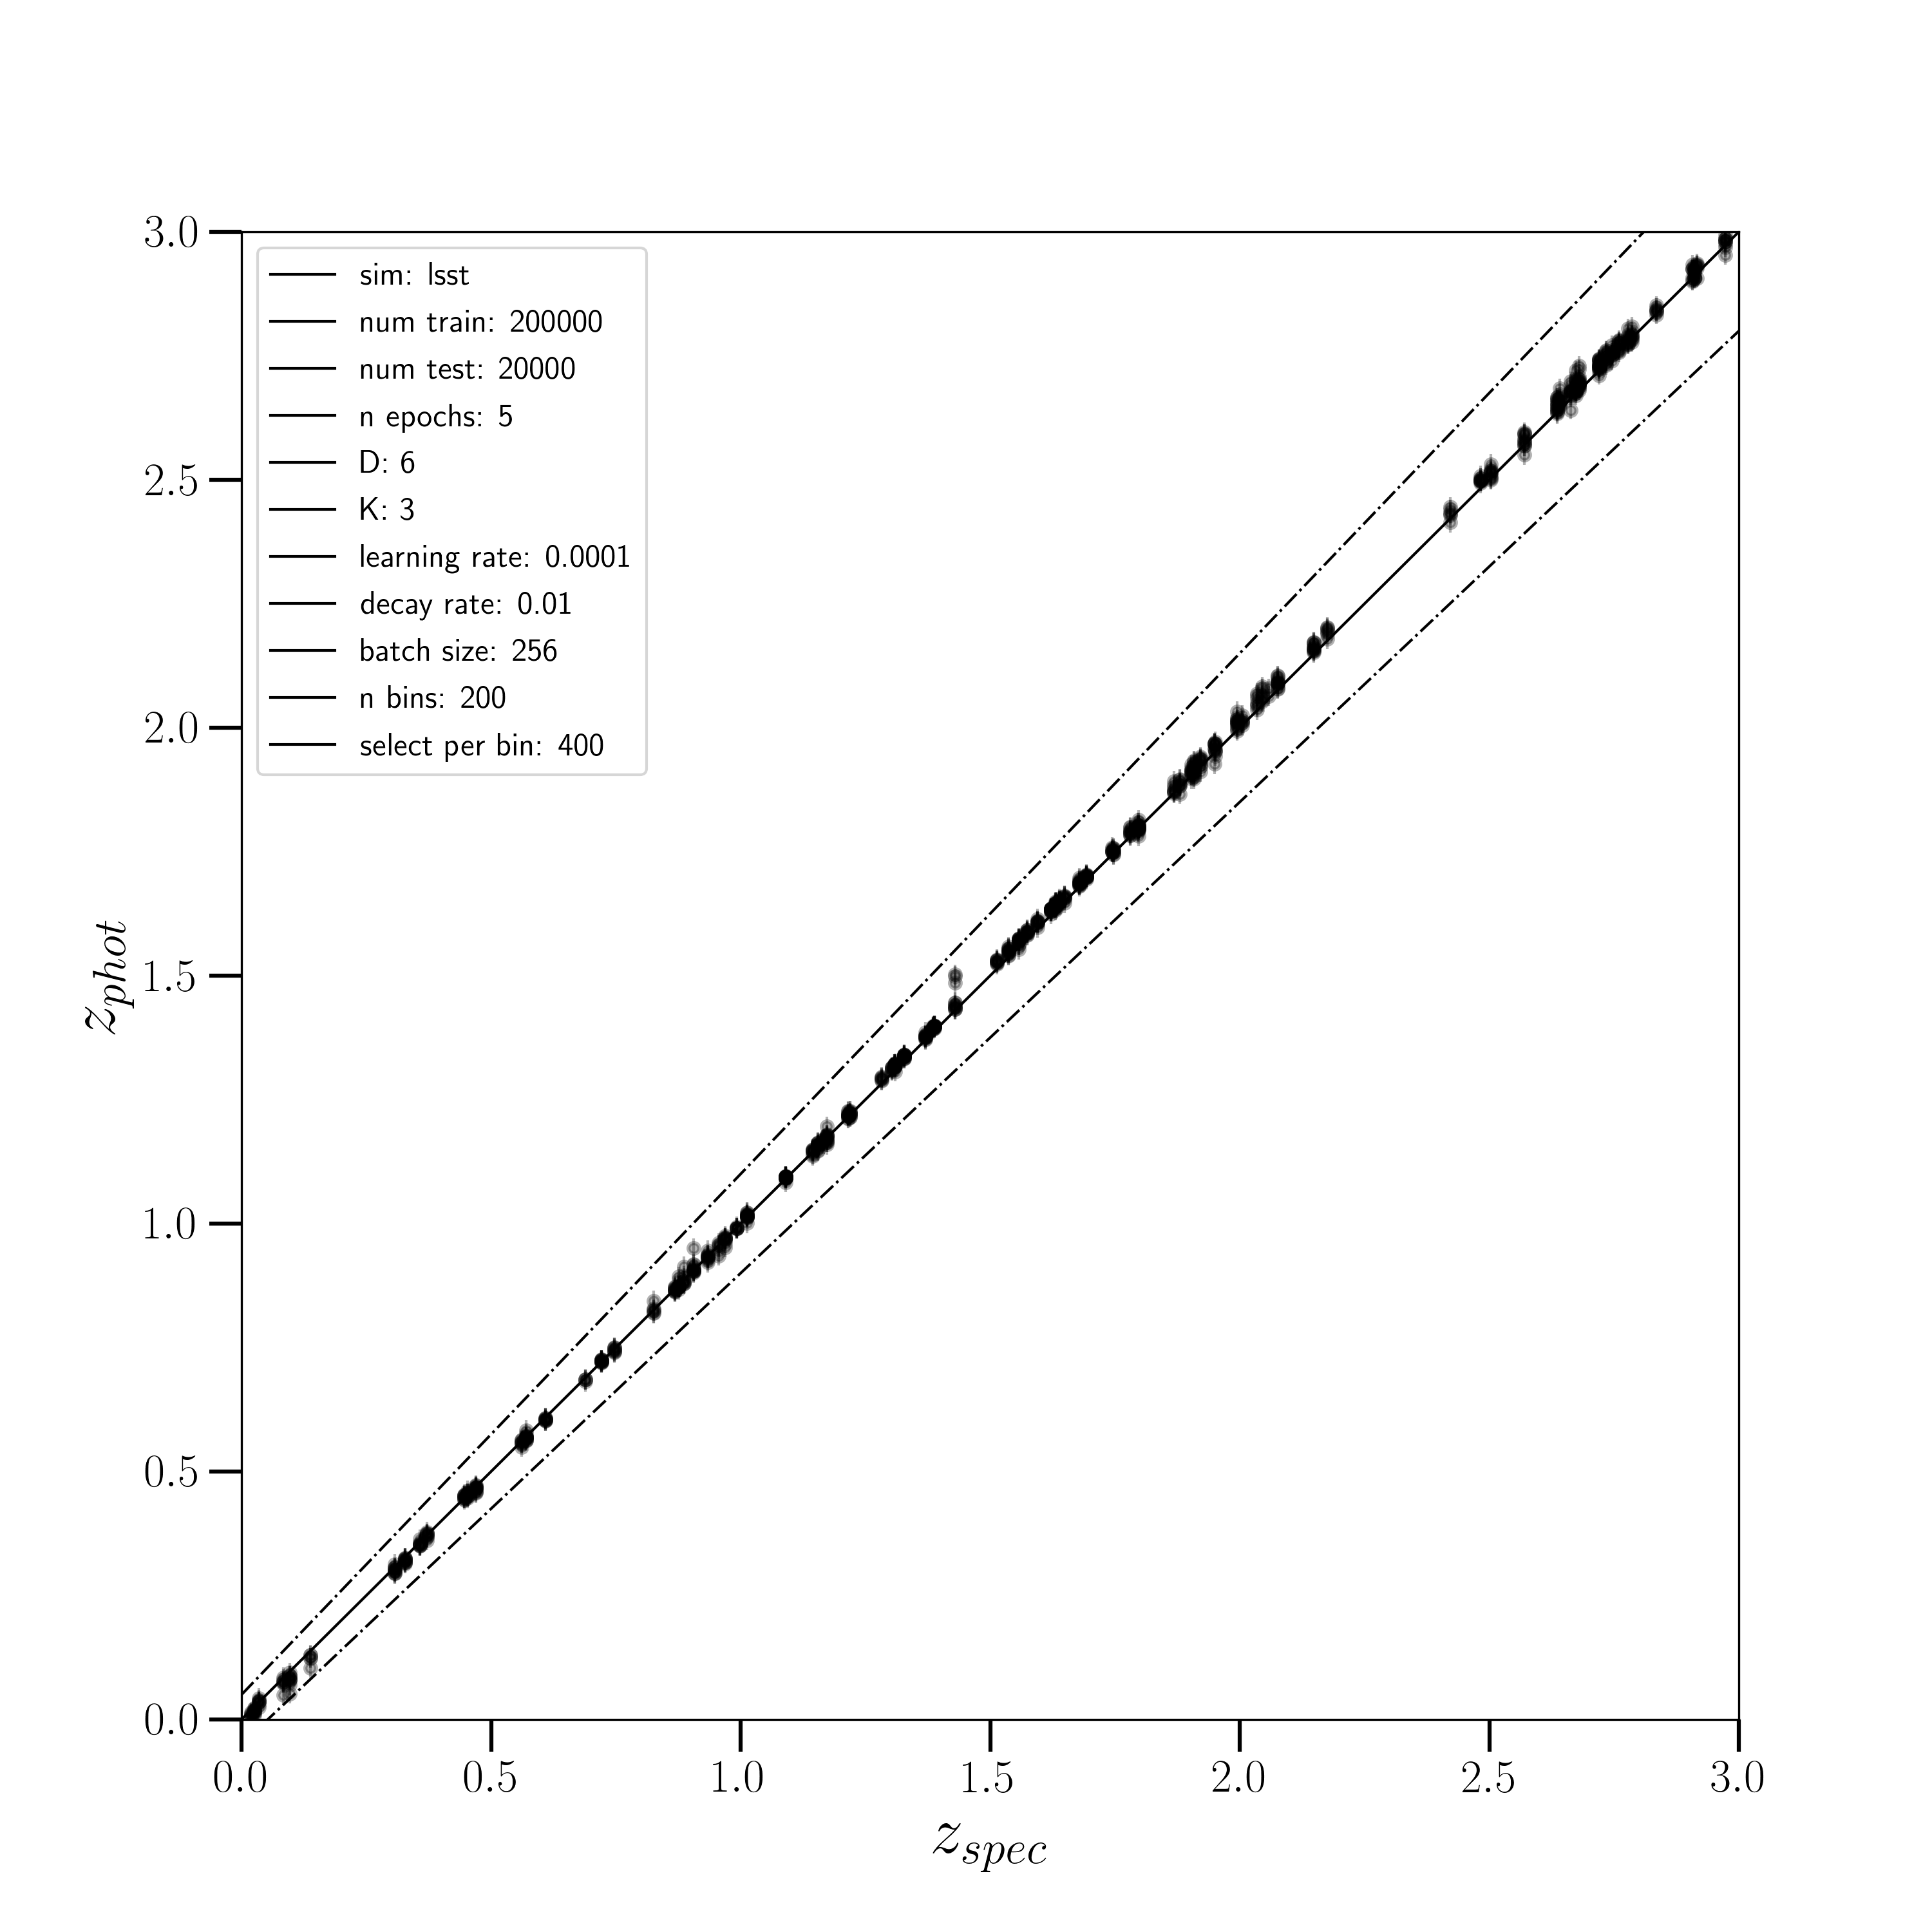 3.0
2.5
2.0
1.5
1.0
0.5
0.0
z_phot
sim: lsst
num train: 200000
num test: 20000
n epochs: 5
D: 6
K: 3
learning rate: 0.0001
decay rate: 0.01
batch size: 256
n bins: 200
select per bin: 400
0.0 0.5 1.0 1.5 2.0 2.5 3.0
z_spec